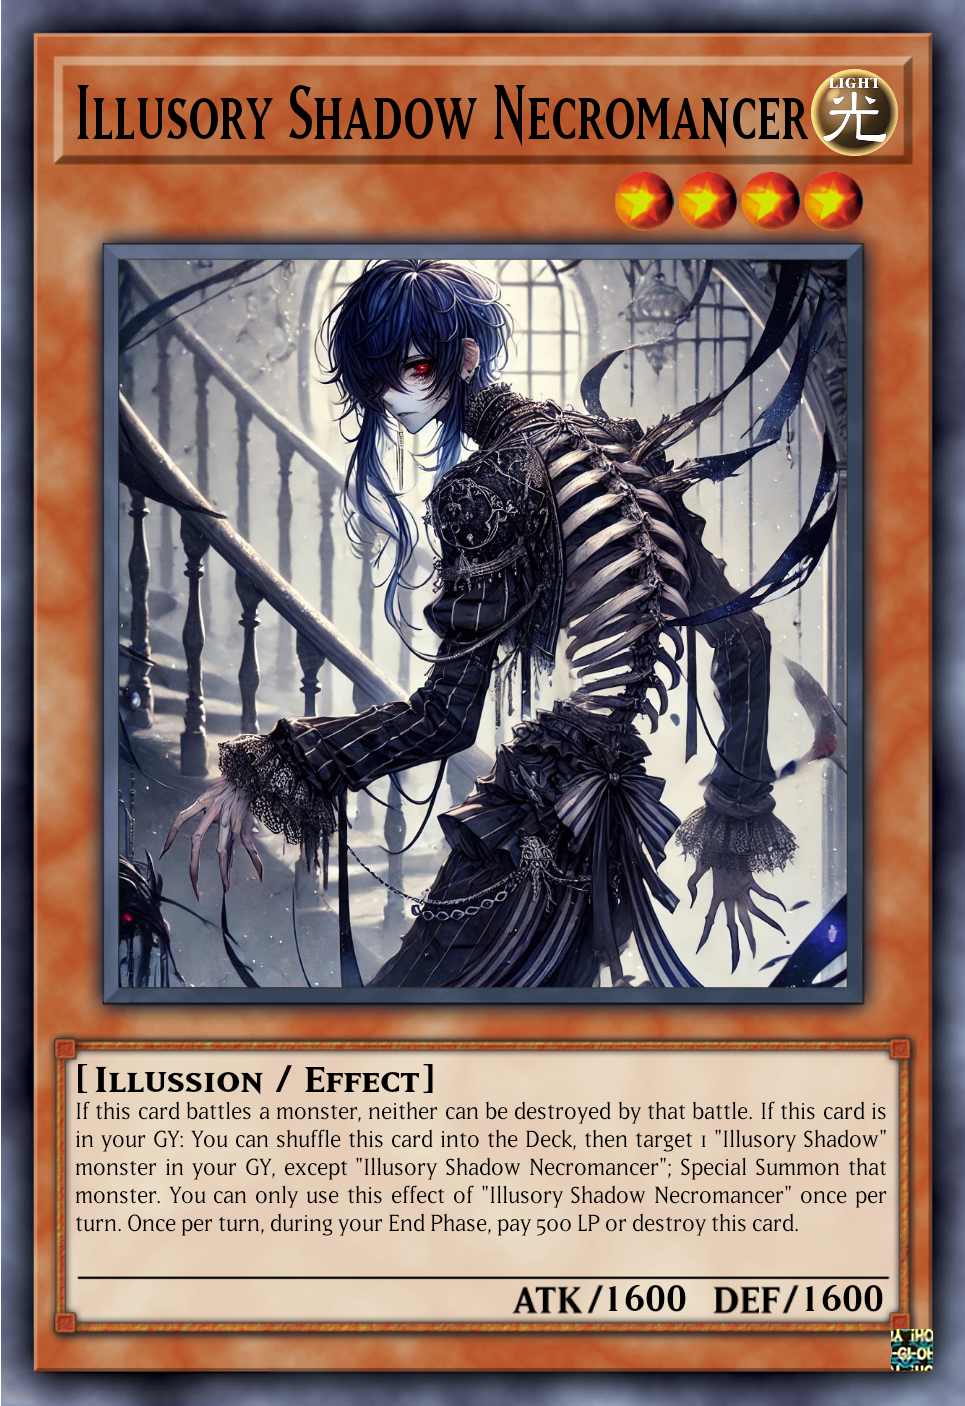 Illusory Shadow Necromancer
LIGHT
光
[ Illussion / Effect ]
If this card battles a monster, neither can be destroyed by that battle. If this card is
in your GY: You can shuffle this card into the Deck, then target 1 "Illusory Shadow"
monster in your GY, except "Illusory Shadow Necromancer"; Special Summon that
monster. You can only use this effect of "Illusory Shadow Necromancer" once per
turn. Once per turn, during your End Phase, pay 500 LP or destroy this card.
ATK/1600 DEF/1600